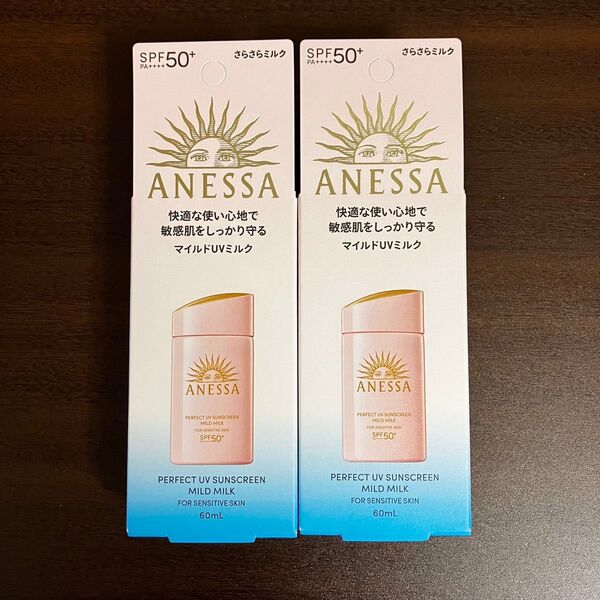 SPF50+
PA++++
さらさらミルク
ANESSA
快適な使い心地で
敏感肌をしっかり守る
マイルドUVミルク
ANESSA
PERFECT UV SUNSCREEN
MILD MILK
FOR SENSITIVE SKIN
SPF50+
PERFECT UV SUNSCREEN
MILD MILK
FOR SENSITIVE SKIN
60mL
SPF50+
PA++++
さらさらミルク
ANESSA
快適な使い心地で
敏感肌をしっかり守る
マイルドUVミルク
ANESSA
PERFECT UV SUNSCREEN
MILD MILK
FOR SENSITIVE SKIN
SPF50+
PERFECT UV SUNSCREEN
MILD MILK
FOR SENSITIVE SKIN
60mL